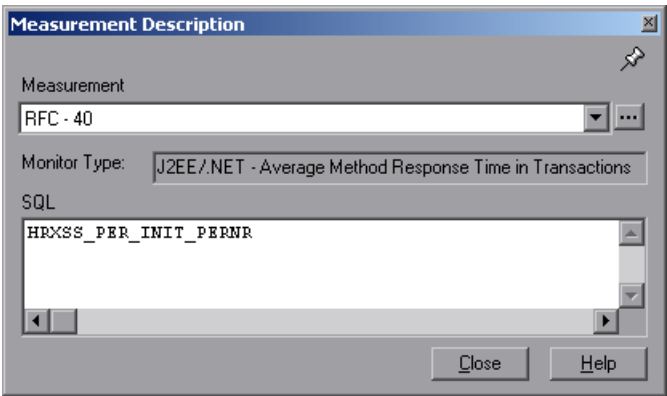 Measurement Description
Measurement
RFC - 40
...
Monitor Type: J2EE/.NET - Average Method Response Time in Transactions
SQL
HRXSS_PER_INIT_PERNR
Close Help